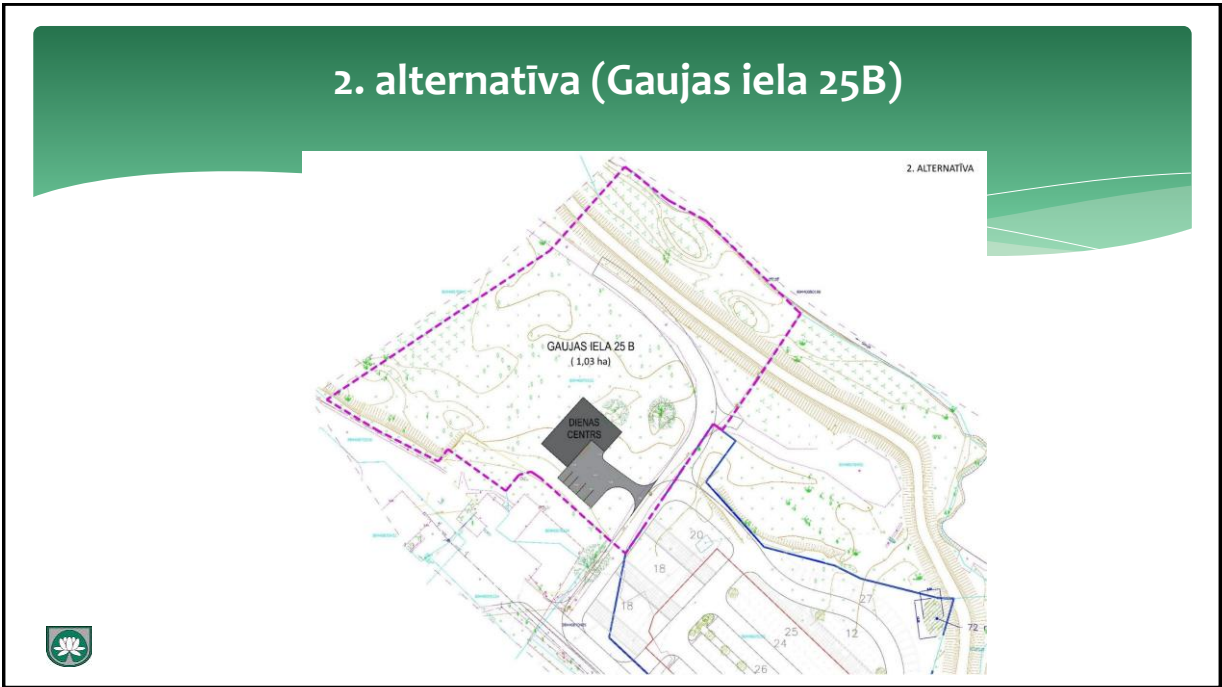 2. alternatīva (Gaujas iela 25B)
2. ALTERNATĪVA
GAUJAS IELA 25 B
( 1,03 ha)
DIENAS
CENTRS
20
18
18
27
25
12
24
26
72